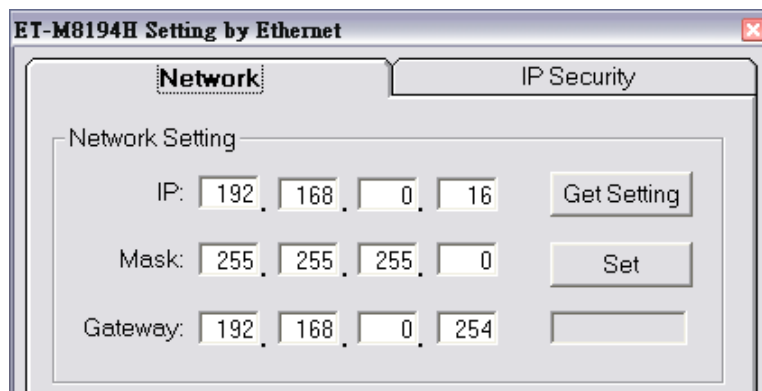 ET-M8194H Setting by Ethernet
Network
IP Security
Network Setting
IP: 192. 168. 0. 16 Get Setting
Mask: 255. 255. 255. 0 Set
Gateway: 192. 168. 0. 254